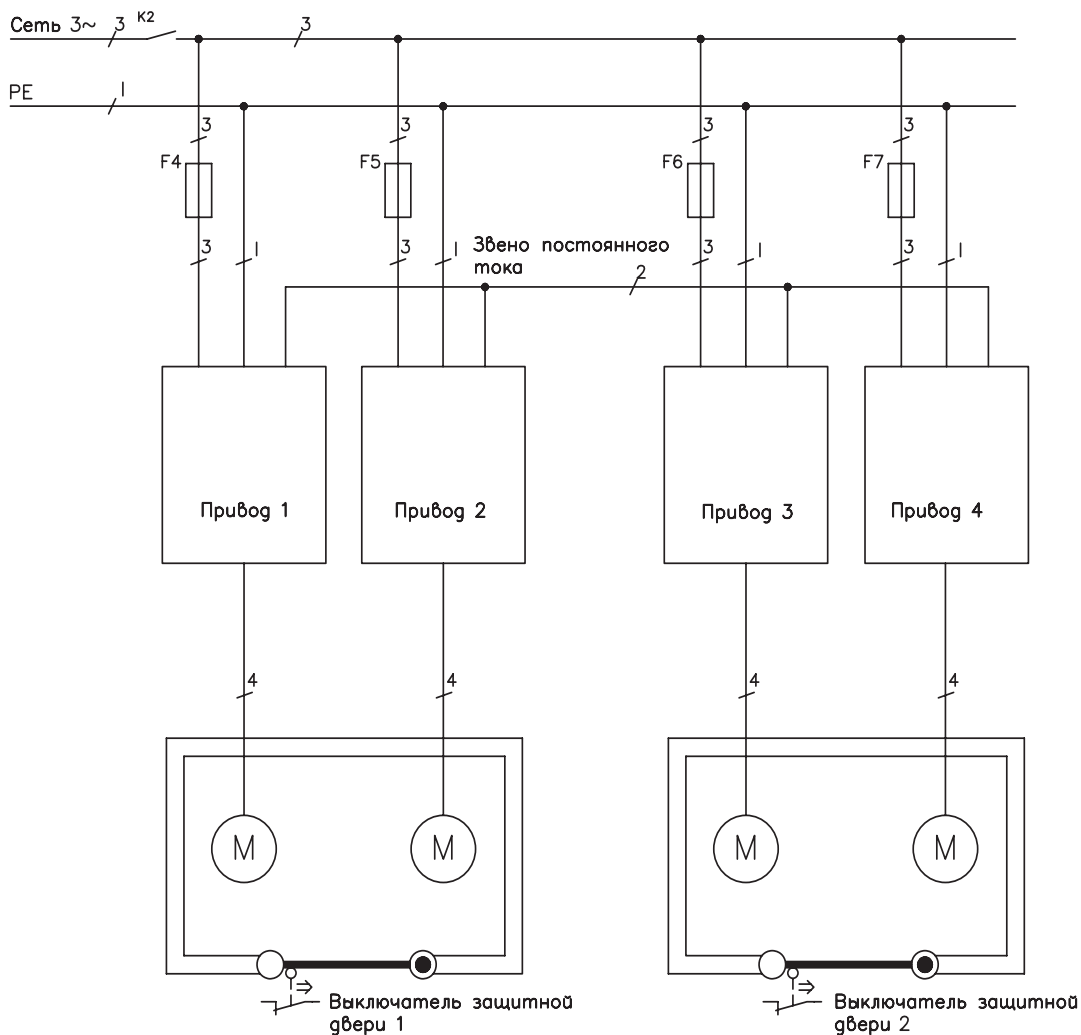 Сеть 3~ 3 K2 3
PE 1
3 3 3 3
F4 F5 F6 F7
3 1 3 1 3 1 3 1
Звено постоянного
тока
2
Привод 1 Привод 2 Привод 3 Привод 4
4 4 4 4
M M M M
Выключатель защитной
двери 1
Выключатель защитной
двери 2